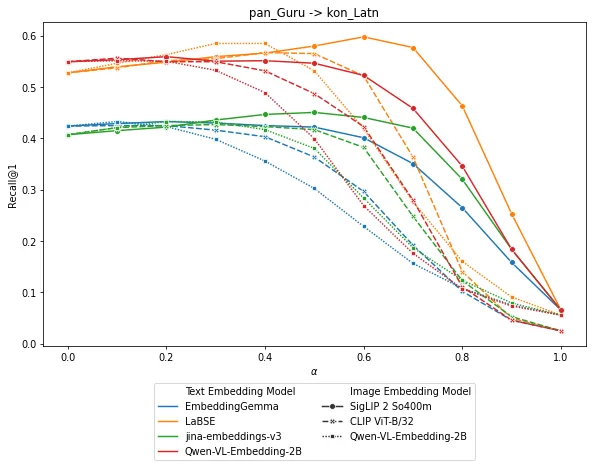 pan_Guru -> kon_Latn
Recall@1
0.6
0.5
0.4
0.3
0.2
0.1
0.0
0.0 0.2 0.4 0.6 0.8 1.0
α
Text Embedding Model Image Embedding Model
EmbeddingGemma SigLIP 2 So400m
LaBSE CLIP ViT-B/32
jina-embeddings-v3 Qwen-VL-Embedding-2B
Qwen-VL-Embedding-2B